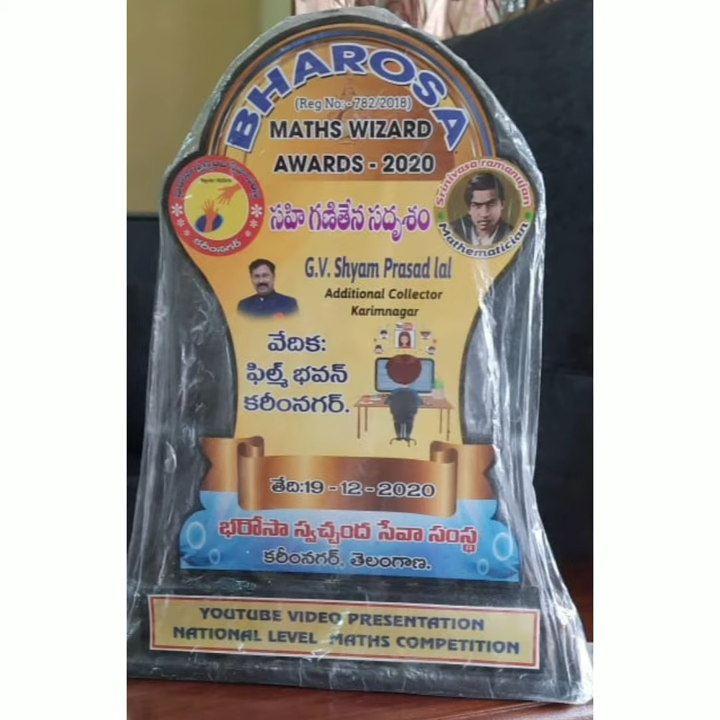 BHAROSA
(Reg No:-782/2018)
MATHS WIZARD
AWARDS - 2020
కరీంనగర్
సహి గణితేన సదృశం
Srinivasa ramanujan
Mathematician
G.V. Shyam Prasad lal
Additional Collector
Karimnagar
వేదిక:
ఫిల్మ్ భవన్
కరీంనగర్.
తేది:19 - 12 - 2020
భరోసా స్వచ్ఛంద సేవా సంస్థ
కరీంనగర్, తెలంగాణ.
YOUTUBE VIDEO PRESENTATION
NATIONAL LEVEL MATHS COMPETITION